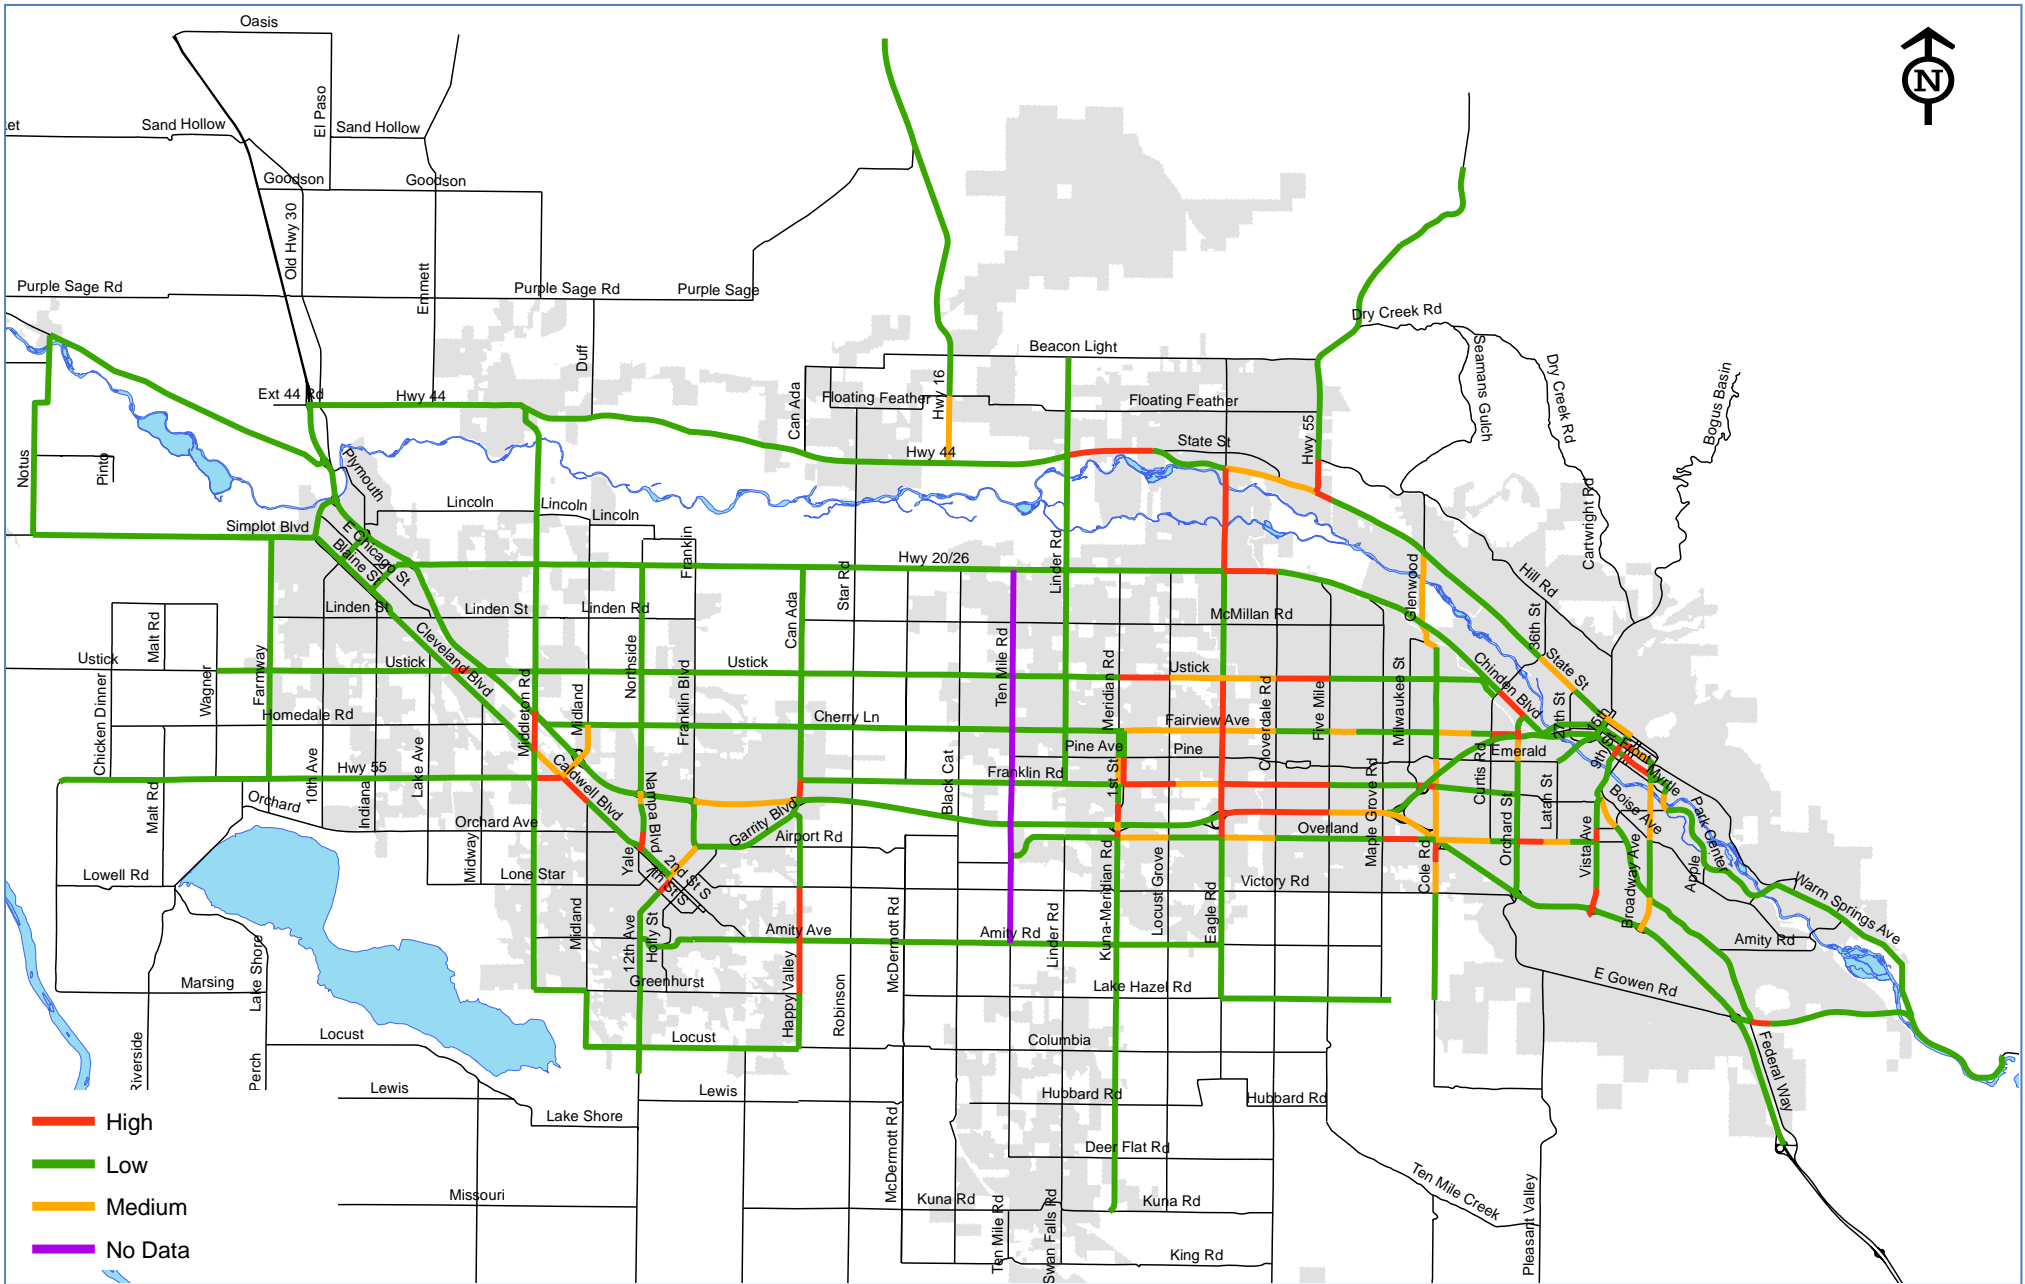 Oasis
N
El Paso
et
Sand Hollow
Sand Hollow
Goodson
Goodson
Old Hwy 30
Emmett
Purple Sage Rd
Purple Sage Rd
Purple Sage
Dry Creek Rd
Beacon Light
Duff
Seamans Gulch
Dry Creek Rd
Bogus Basin
Ext 44 Rd
Hwy 44
Can Ada
Floating Feather
Hwy 16
Floating Feather
Hwy 55
State St
Hwy 44
Notus
Pinto
Plymouth
Cartwright Rd
Lincoln
Lincoln
Lincoln
Simplot Blvd
E Chicago St
Blaine St
Franklin
Hwy 20/26
Linder Rd
Star Rd
Glenwood
Hill Rd
Linden St
Linden St
Linden Rd
Can Ada
McMillan Rd
36th St
Malt Rd
Cleveland Blvd
Northside
Ten Mile Rd
Ustick
Ustick
Ustick
Ustick
State St
Chinden Blvd
Chicken Dinner
Wagner
Farmway
Middleton Rd
Midland
Franklin Blvd
Meridian Rd
Cloverdale Rd
Five Mile
Milwaukee St
27th St
Homedale Rd
Cherry Ln
Fairview Ave
15th
Pine Ave
Pine
Emerald
9th
Front
Myrtle
Hwy 55
Caldwell Blvd
Franklin Rd
10th Ave
Lake Ave
Indiana
Malt Rd
Orchard
Nampa Blvd
Garrity Blvd
Black Cat
1st St
Curtis Rd
Latah St
Boise Ave
Park Center
Orchard Ave
Airport Rd
Overland
Maple Grove Rd
Orchard St
Vista Ave
Broadway Ave
Apple
Midway
Yale
2nd St S
7th St S
Lowell Rd
Lone Star
Victory Rd
Cole Rd
Warm Springs Ave
Kuna-Meridian Rd
Locust Grove
Eagle Rd
Midland
12th Ave
Holly St
Amity Ave
McDermott Rd
Amity Rd
Linder Rd
Amity Rd
Lake Shore
Marsing
Greenhurst
Happy Valley
Robinson
Lake Hazel Rd
E Gowen Rd
Riverside
Perch
Locust
Locust
Columbia
Federal Way
Lewis
Lewis
Lake Shore
Hubbard Rd
Hubbard Rd
High
McDermott Rd
Deer Flat Rd
Low
Missouri
Kuna Rd
Kuna Rd
Ten Mile Creek
Pleasant Valley
Medium
Ten Mile Rd
Swan Falls Rd
King Rd
No Data